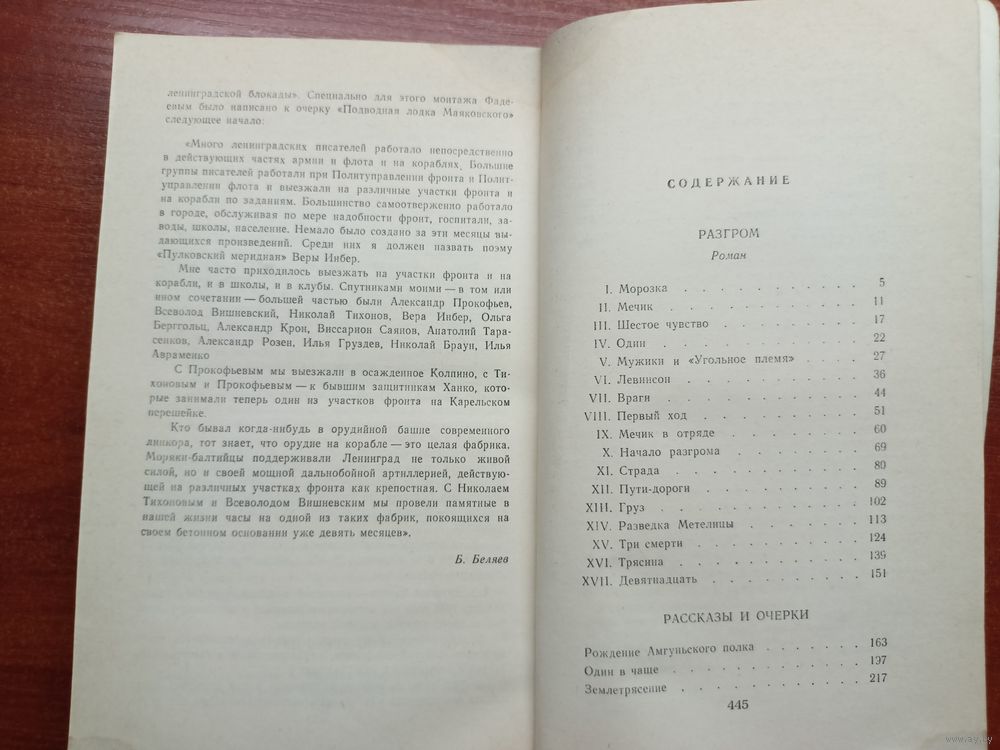 ленинградской блокады». Специально для этого монтажа Фаде-
евым было написано к очерку «Подводная лодка Маяковского»
следующее начало:
«Много ленинградских писателей работало непосредственно
в действующих частях армии и флота и на кораблях. Большие
группы писателей работали при Политуправлении фронта и Полит-
управлении флота и выезжали на различные участки фронта и
на корабли по заданиям. Большинство самоотверженно работало
в городе, обслуживая по мере надобности фронт, госпитали, за-
воды, школы, население. Немало было создано за эти месяцы вы-
дающихся произведений. Среди них я должен назвать поэму
«Пулковский меридиан» Веры Инбер.
Мне часто приходилось выезжать на участки фронта и на
корабли, и в школы, и в клубы. Спутниками моими — в том или
ином сочетании — большей частью были Александр Прокофьев,
Всеволод Вишневский, Николай Тихонов, Вера Инбер, Ольга
Берггольц, Александр Крон, Виссарион Саянов, Анатолий Тара-
сенков, Александр Розен, Илья Груздев, Николай Браун, Илья
Авраменко
С Прокофьевым мы выезжали в осажденное Колпино, с Ти-
хоновым и Прокофьевым — к бывшим защитникам Ханко, кото-
рые занимали теперь один из участков фронта на Карельском
перешейке.
Кто бывал когда-нибудь в орудийной башне современного
линкора, тот знает, что орудие на корабле — это целая фабрика.
Моряки-балтийцы поддерживали Ленинград не только живой
силой, но и своей мощной дальнобойной артиллерией, действую-
щей на различных участках фронта как крепостная. С Николаем
Тихоновым и Всеволодом Вишневским мы провели памятные в
нашей жизни часы на одной из таких фабрик, покоящихся на
своем бетонном основании уже девять месяцев».
Б. Беляев
СОДЕРЖАНИЕ
РАЗГРОМ
Роман
I. Морозка . . . . . . . . . . . 5
II. Мечик . . . . . . . . . . . 11
III. Шестое чувство . . . . . . . . 17
IV. Один . . . . . . . . . . . 22
V. Мужики и «Угольное племя» . . . . 27
VI. Левинсон . . . . . . . . . . 36
VII. Враги . . . . . . . . . . . 44
VIII. Первый ход . . . . . . . . . 51
IX. Мечик в отряде . . . . . . . . 60
X. Начало разгрома . . . . . . . 69
XI. Страда . . . . . . . . . . 80
XII. Пути-дороги . . . . . . . . . 89
XIII. Груз . . . . . . . . . . . 102
XIV. Разведка Метелицы . . . . . . . 113
XV. Три смерти . . . . . . . . . 124
XVI. Трясина . . . . . . . . . . 139
XVII. Девятнадцать . . . . . . . . 151
РАССКАЗЫ И ОЧЕРКИ
Рождение Амгуньского полка . . . . . . 163
Один в чаще . . . . . . . . . . 197
Землетрясение . . . . . . . . . . 217
445
www.ay.by